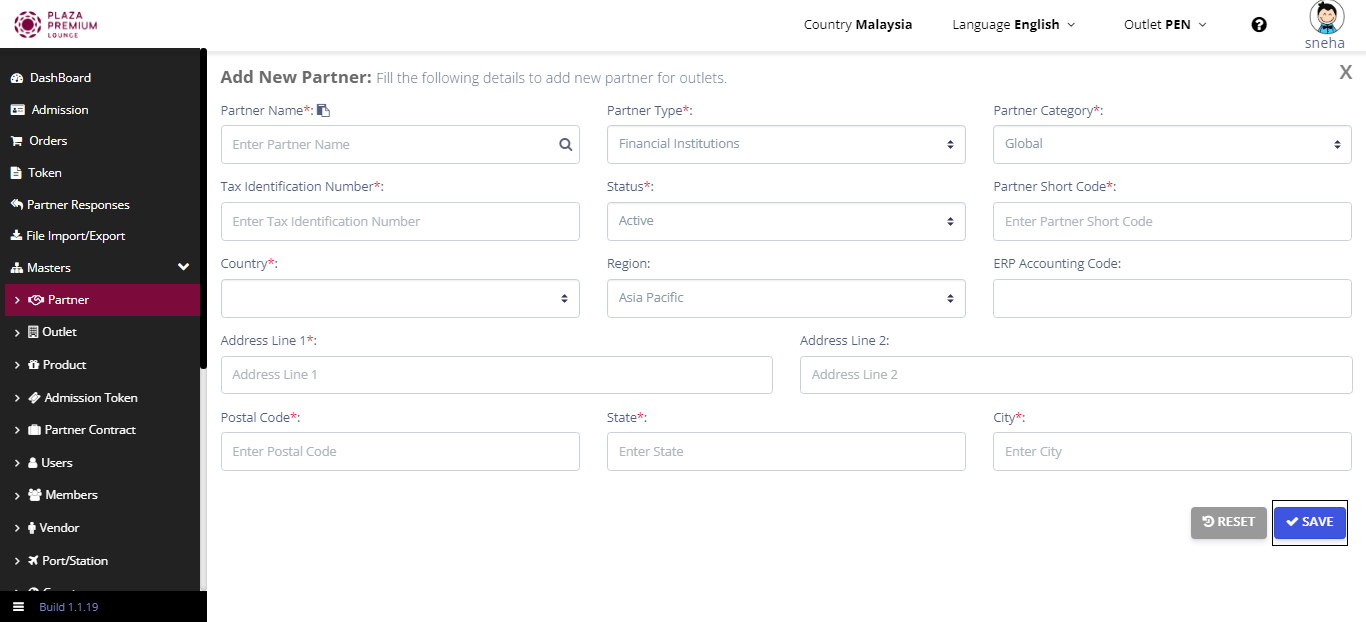 PLAZA
PREMIUM
LOUNGE
Country Malaysia
Language English
Outlet PEN
sneha
DashBoard
Admission
Orders
Token
Partner Responses
File Import/Export
Masters
Partner
Outlet
Product
Admission Token
Partner Contract
Users
Members
Vendor
Port/Station
Build 1.1.19
Add New Partner: Fill the following details to add new partner for outlets.
X
Partner Name*:
Enter Partner Name
Partner Type*:
Financial Institutions
Partner Category*:
Global
Tax Identification Number*:
Enter Tax Identification Number
Status*:
Active
Partner Short Code*:
Enter Partner Short Code
Country*:
Region:
Asia Pacific
ERP Accounting Code:
Address Line 1*:
Address Line 1
Address Line 2:
Address Line 2
Postal Code*:
Enter Postal Code
State*:
Enter State
City*:
Enter City
RESET
SAVE